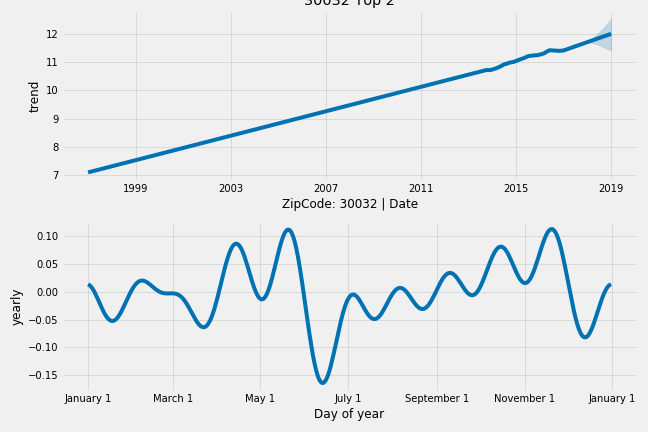 30032 Top 2
12
11
10
9
8
7
trend
1999 2003 2007 2011 2015 2019
ZipCode: 30032 | Date
0.10
0.05
0.00
−0.05
−0.10
−0.15
yearly
January 1 March 1 May 1 July 1 September 1 November 1 January 1
Day of year